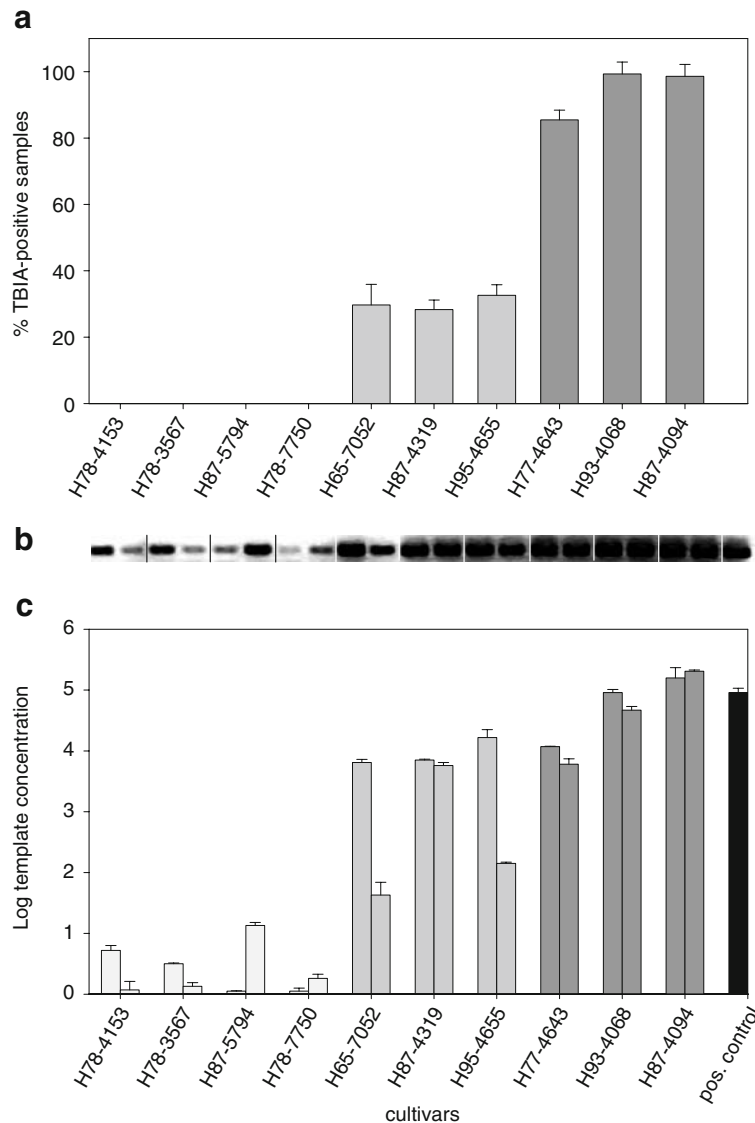 a
% TBIA-positive samples
100
80
60
40
20
0
H78-4153
H78-3567
H87-5794
H78-7750
H65-7052
H87-4319
H95-4655
H77-4643
H93-4068
H87-4094
b
c
Log template concentration
6
5
4
3
2
1
0
H78-4153
H78-3567
H87-5794
H78-7750
H65-7052
H87-4319
H95-4655
H77-4643
H93-4068
H87-4094
pos. control
cultivars